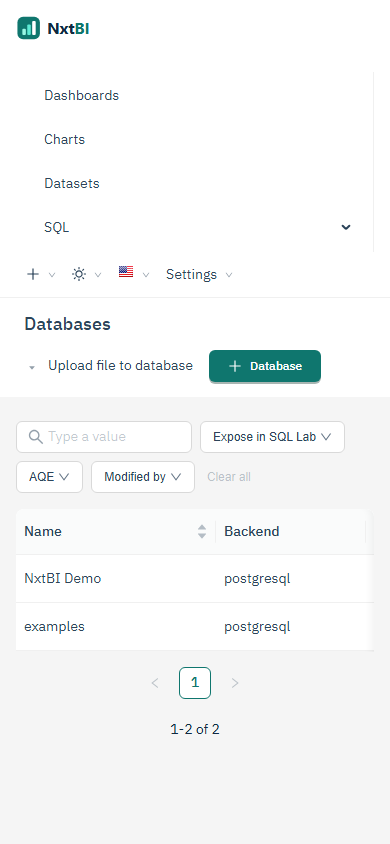 NxtBI
Dashboards
Charts
Datasets
SQL
Settings
Databases
Upload file to database
Database
Type a value
Expose in SQL Lab
AQE
Modified by
Clear all
Name Backend
NxtBI Demo postgresql
examples postgresql
1
1-2 of 2